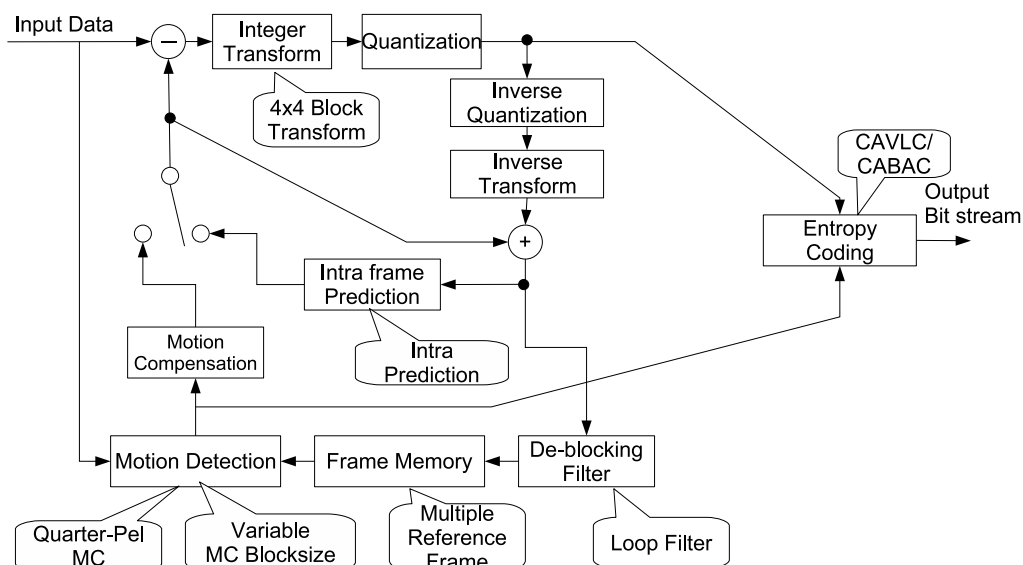 Input Data
−
Integer
Transform
Quantization
4x4 Block
Transform
Inverse
Quantization
Inverse
Transform
CAVLC/
CABAC
Output
Bit stream
Entropy
Coding
+
Intra frame
Prediction
Intra
Prediction
Motion
Compensation
Motion Detection
Frame Memory
De-blocking
Filter
Quarter-Pel
MC
Variable
MC Blocksize
Multiple
Reference
Frame
Loop Filter